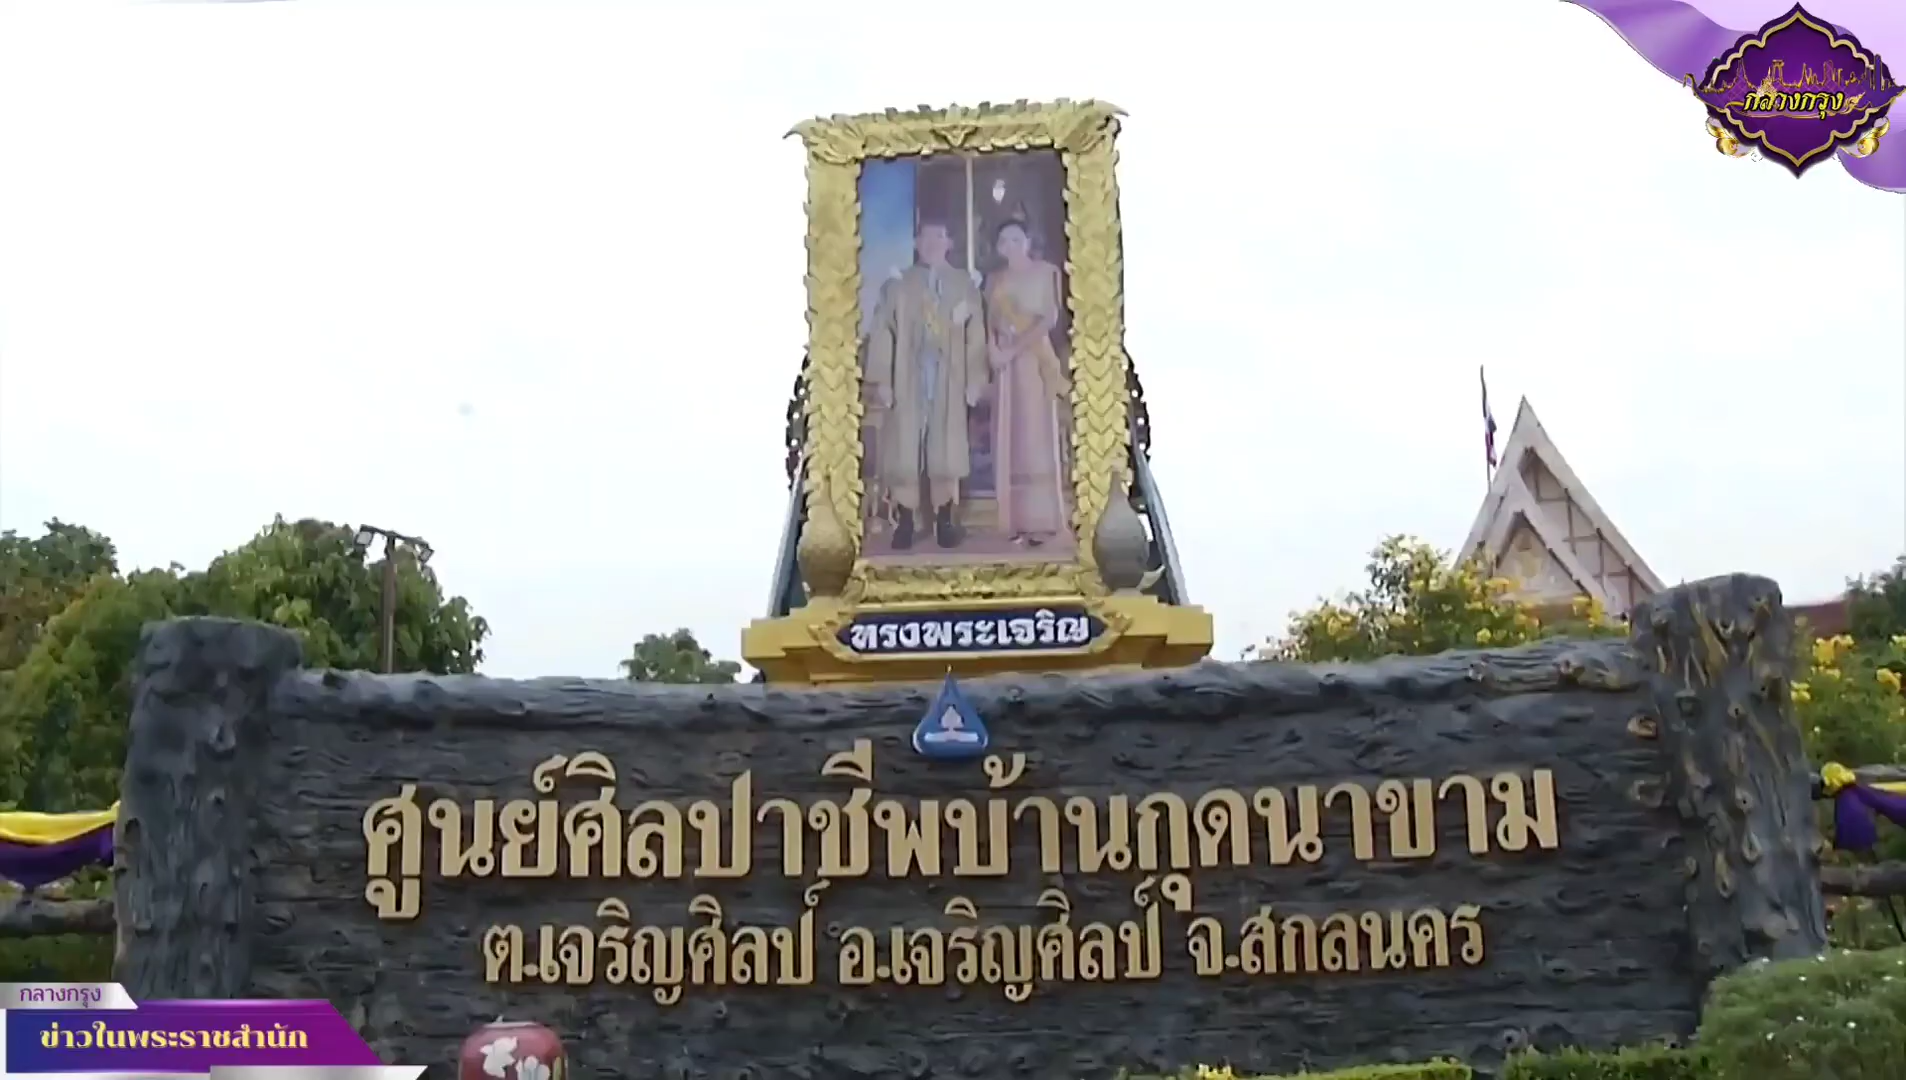 กลางกรุง
ทรงพระเจริญ
ศูนย์ศิลปาชีพบ้านกุดนาขาม
ต.เจริญศิลป์ อ.เจริญศิลป์ จ.สกลนคร
กลางกรุง
ข่าวในพระราชสำนัก